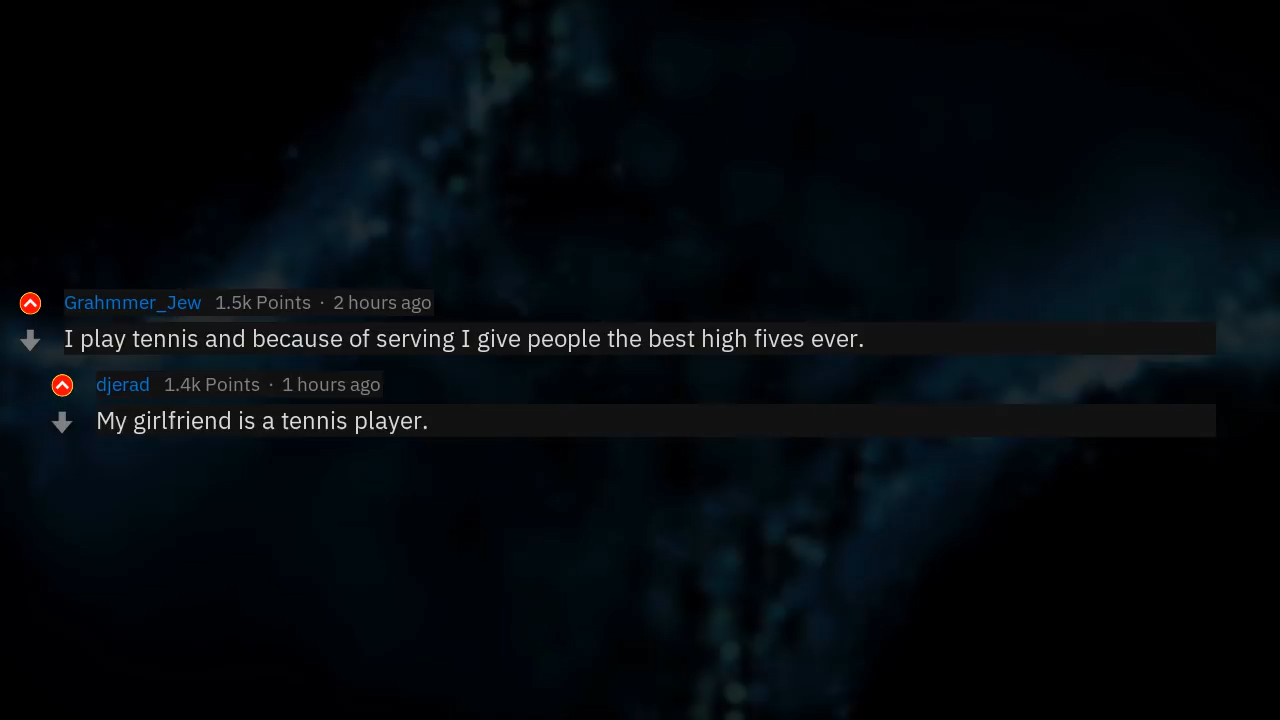 Grahmmer_Jew 1.5k Points · 2 hours ago
I play tennis and because of serving I give people the best high fives ever.
djerad 1.4k Points · 1 hours ago
My girlfriend is a tennis player.